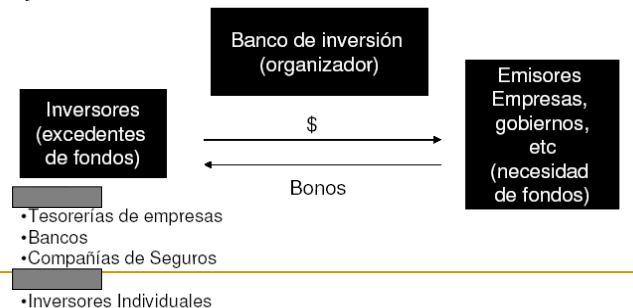 Banco de inversión
(organizador)
Inversores
(excedentes
de fondos)
$
Bonos
Emisores
Empresas,
gobiernos,
etc
(necesidad
de fondos)
•Tesorerías de empresas
•Bancos
•Compañías de Seguros
•Inversores Individuales